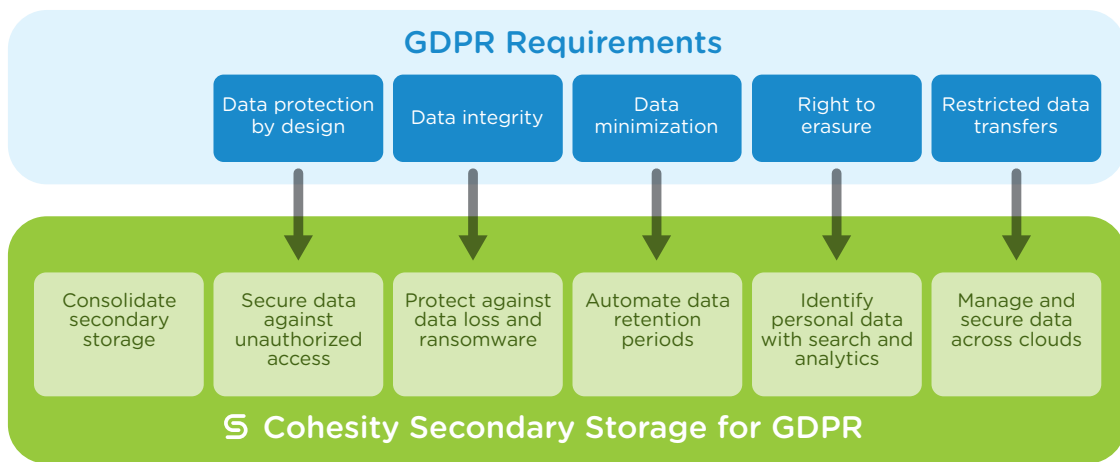 GDPR Requirements
Data protection
by design
Data integrity
Data
minimization
Right to
erasure
Restricted data
transfers
Consolidate
secondary
storage
Secure data
against
unauthorized
access
Protect against
data loss and
ransomware
Automate data
retention
periods
Identify
personal data
with search and
analytics
Manage and
secure data
across clouds
Cohesity Secondary Storage for GDPR